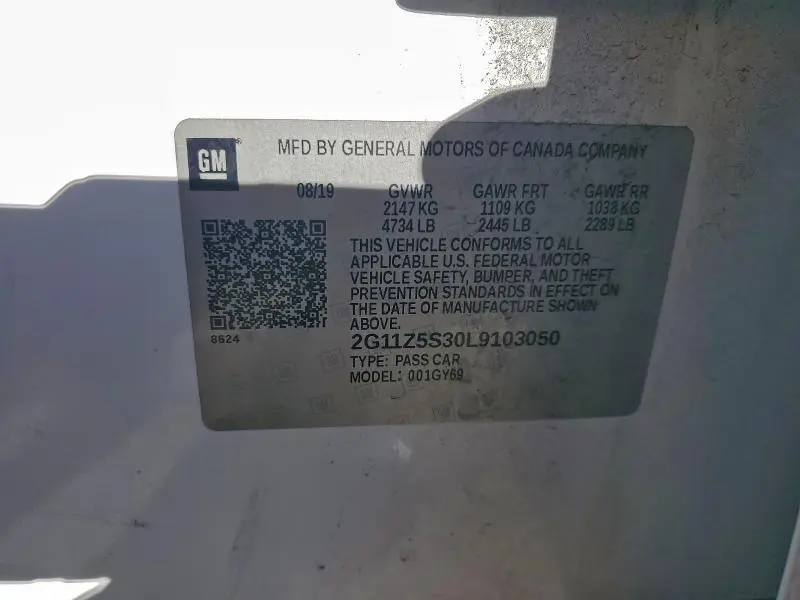 GM
MFD BY GENERAL MOTORS OF CANADA COMPANY
08/19 GVWR GAWR FRT GAWR RR
2147 KG 1109 KG 1038 KG
4734 LB 2445 LB 2289 LB
THIS VEHICLE CONFORMS TO ALL
APPLICABLE U.S. FEDERAL MOTOR
VEHICLE SAFETY, BUMPER, AND THEFT
PREVENTION STANDARDS IN EFFECT ON
THE DATE OF MANUFACTURE SHOWN
ABOVE.
8624
2G11Z5S30L9103050
TYPE: PASS CAR
MODEL: 001GY69